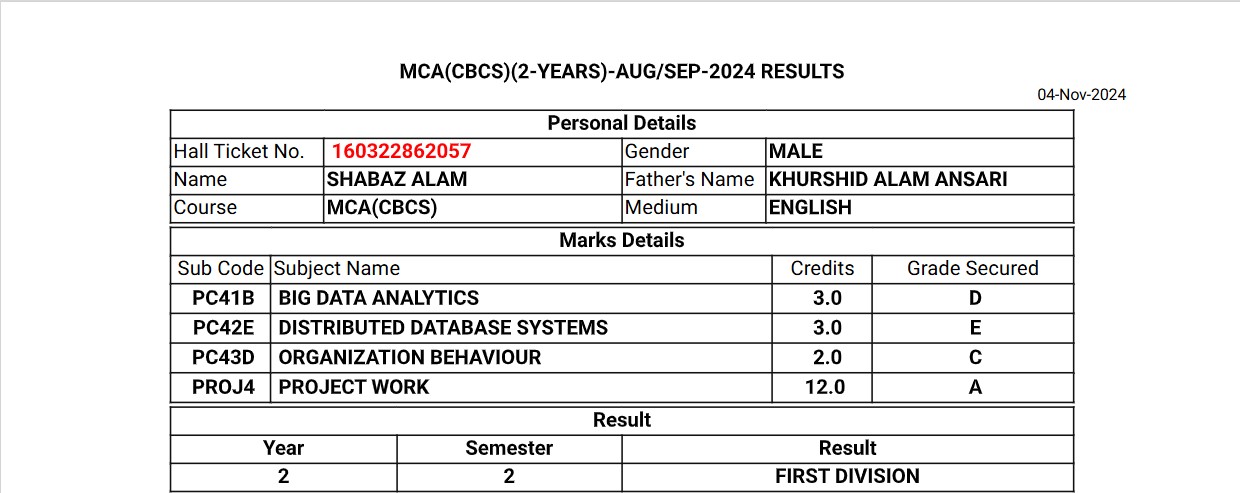 MCA(CBCS)(2-YEARS)-AUG/SEP-2024 RESULTS
04-Nov-2024
Personal Details
Hall Ticket No. 160322862057 Gender MALE
Name SHABAZ ALAM Father's Name KHURSHID ALAM ANSARI
Course MCA(CBCS) Medium ENGLISH
Marks Details
Sub Code Subject Name Credits Grade Secured
PC41B BIG DATA ANALYTICS 3.0 D
PC42E DISTRIBUTED DATABASE SYSTEMS 3.0 E
PC43D ORGANIZATION BEHAVIOUR 2.0 C
PROJ4 PROJECT WORK 12.0 A
Result
Year Semester Result
2 2 FIRST DIVISION